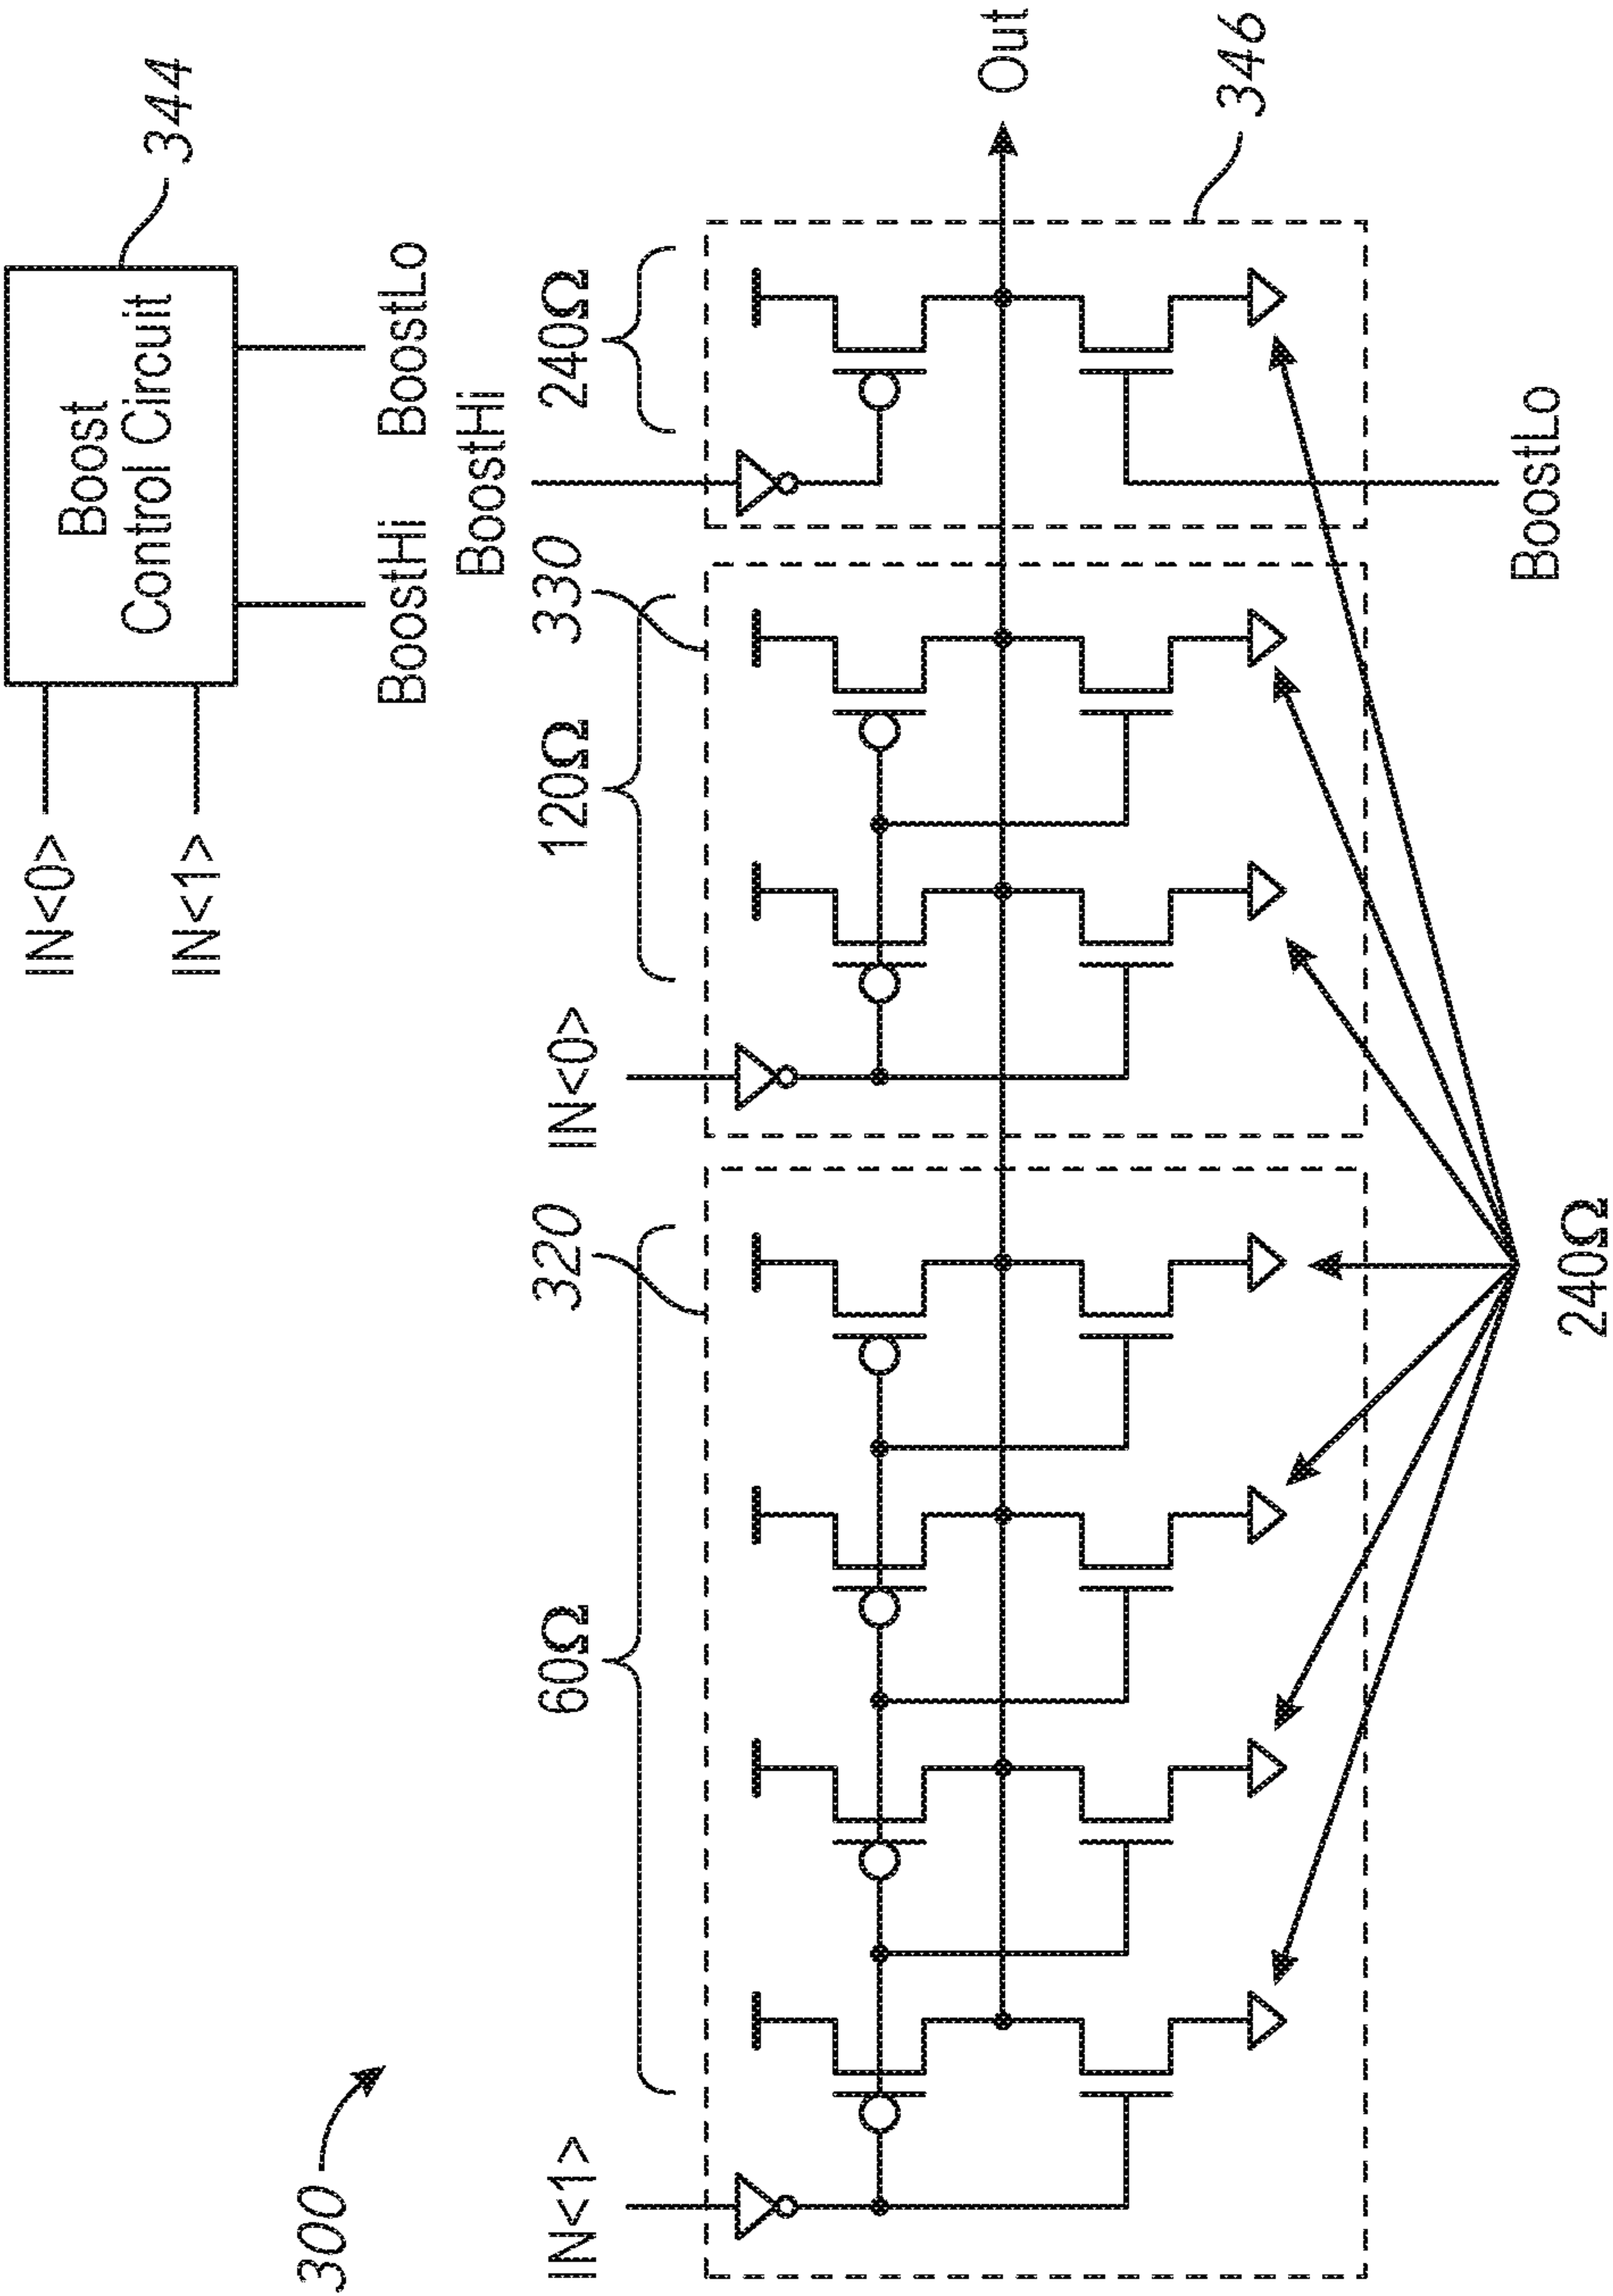 300
IN<0>
IN<1>
Boost
Control Circuit
344
BoostHi
BoostLo
IN<1>
60Ω
320
IN<0>
120Ω
330
BoostHi
240Ω
Out
346
BoostLo
240Ω